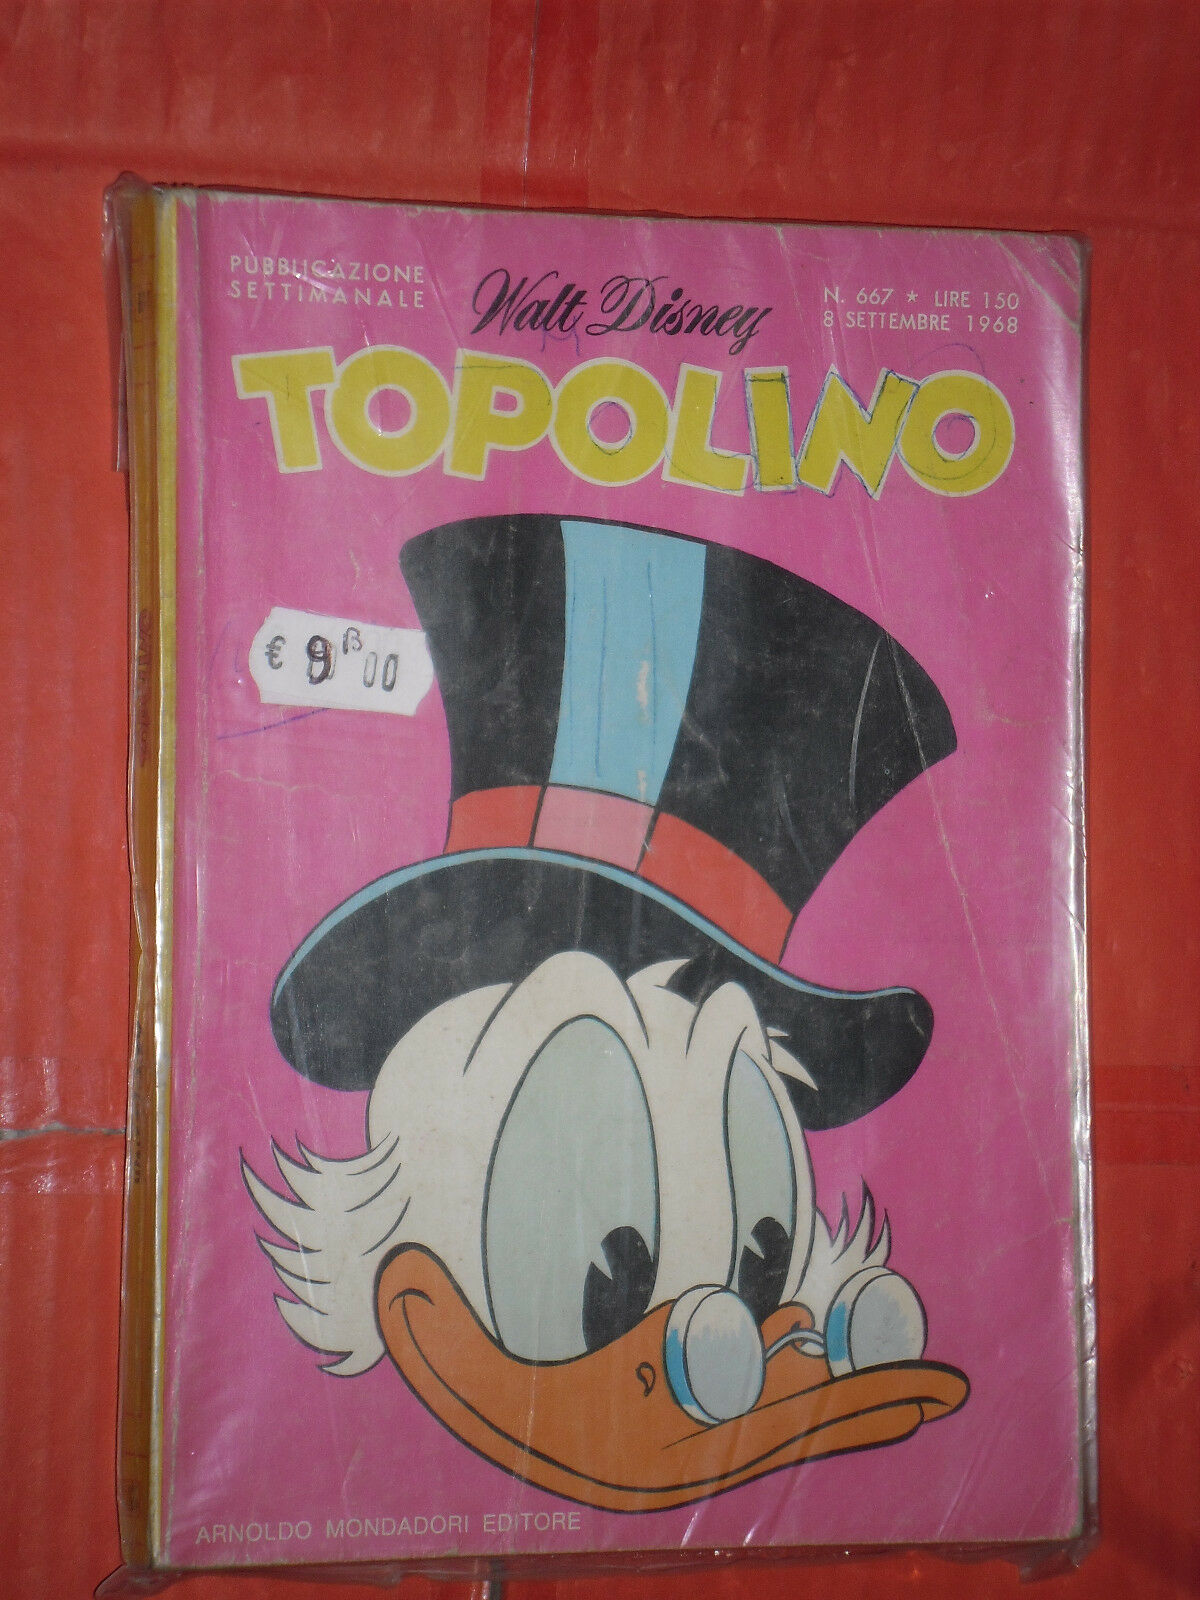 PUBBLICAZIONE
SETTIMANALE
Walt Disney
N. 667 * LIRE 150
8 SETTEMBRE 1968
TOPOLINO
€ 9 B 00
ARNOLDO MONDADORI EDITORE